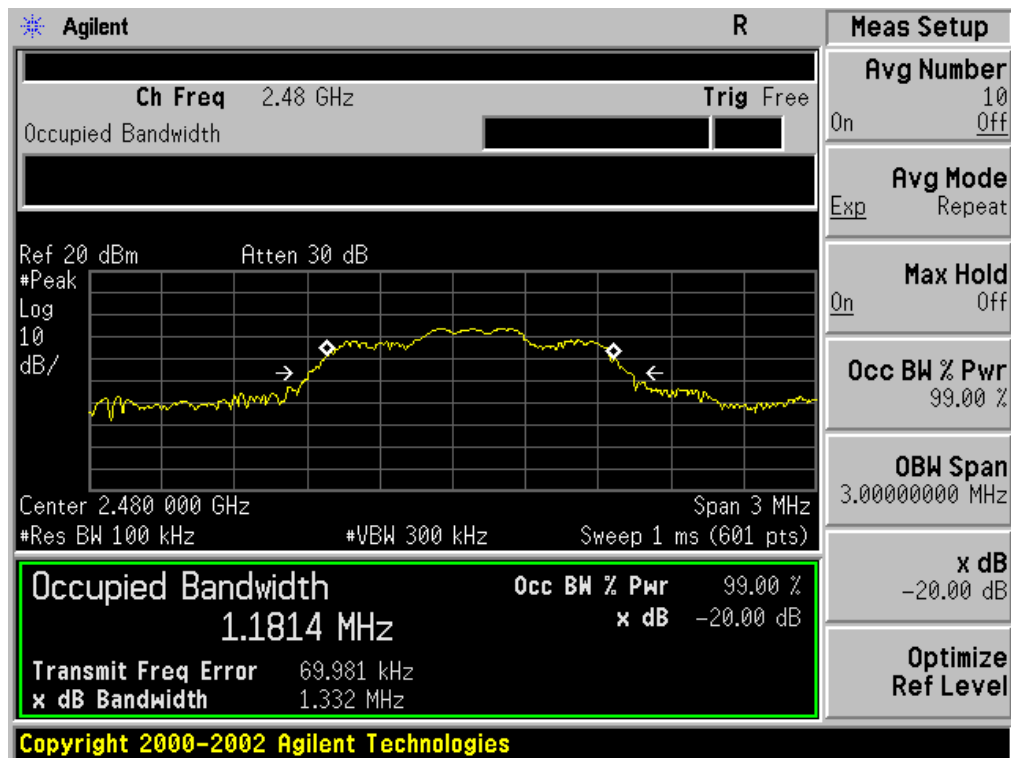 Agilent R
Ch Freq 2.48 GHz Trig Free
Occupied Bandwidth
Ref 20 dBm Atten 30 dB
#Peak
Log
10
dB/
Center 2.480 000 GHz Span 3 MHz
#Res BW 100 kHz #VBW 300 kHz Sweep 1 ms (601 pts)
Occupied Bandwidth Occ BW % Pwr 99.00 %
1.1814 MHz x dB -20.00 dB
Transmit Freq Error 69.981 kHz
x dB Bandwidth 1.332 MHz
Copyright 2000-2002 Agilent Technologies
Meas Setup
Avg Number
10
On Off
Avg Mode
Exp Repeat
Max Hold
On Off
Occ BW % Pwr
99.00 %
OBW Span
3.00000000 MHz
x dB
-20.00 dB
Optimize
Ref Level